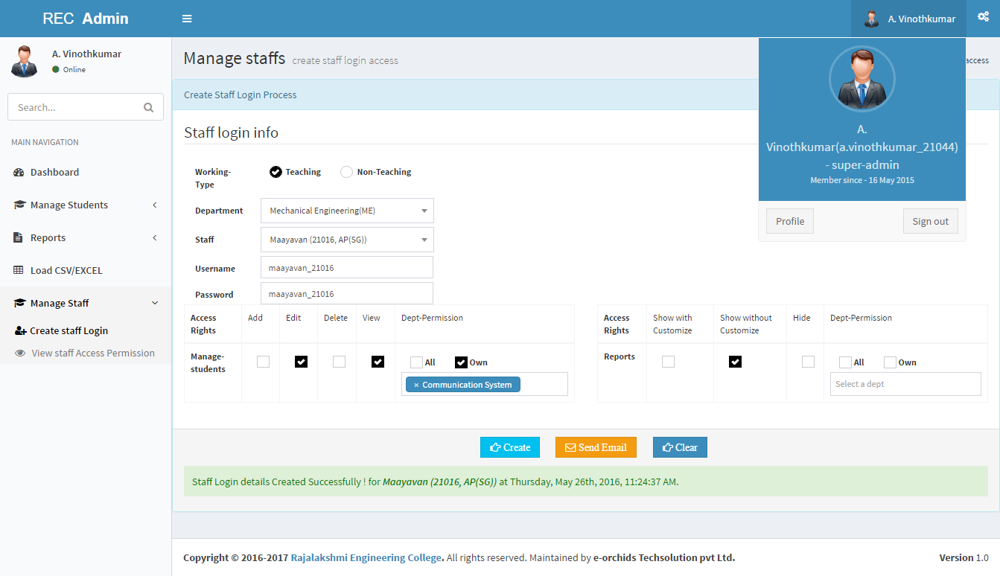 REC Admin
A. Vinothkumar
A. Vinothkumar
Online
Search...
MAIN NAVIGATION
Dashboard
Manage Students
Reports
Load CSV/EXCEL
Manage Staff
Create staff Login
View staff Access Permission
Manage staffs create staff login access
access
Create Staff Login Process
A.
Vinothkumar(a.vinothkumar_21044)
- super-admin
Member since - 16 May 2015
Profile Sign out
Staff login info
Working-
Type
Teaching Non-Teaching
Department Mechanical Engineering(ME)
Staff Maayavan (21016, AP(SG))
Username maayavan_21016
Password maayavan_21016
Access
Rights
Add Edit Delete View Dept-Permission
Manage-
students
All Own
× Communication System
Access
Rights
Show with
Customize
Show without
Customize
Hide Dept-Permission
Reports
All Own
Select a dept
Create Send Email Clear
Staff Login details Created Successfully ! for Maayavan (21016, AP(SG)) at Thursday, May 26th, 2016, 11:24:37 AM.
Copyright © 2016-2017 Rajalakshmi Engineering College. All rights reserved. Maintained by e-orchids Techsolution pvt Ltd.
Version 1.0